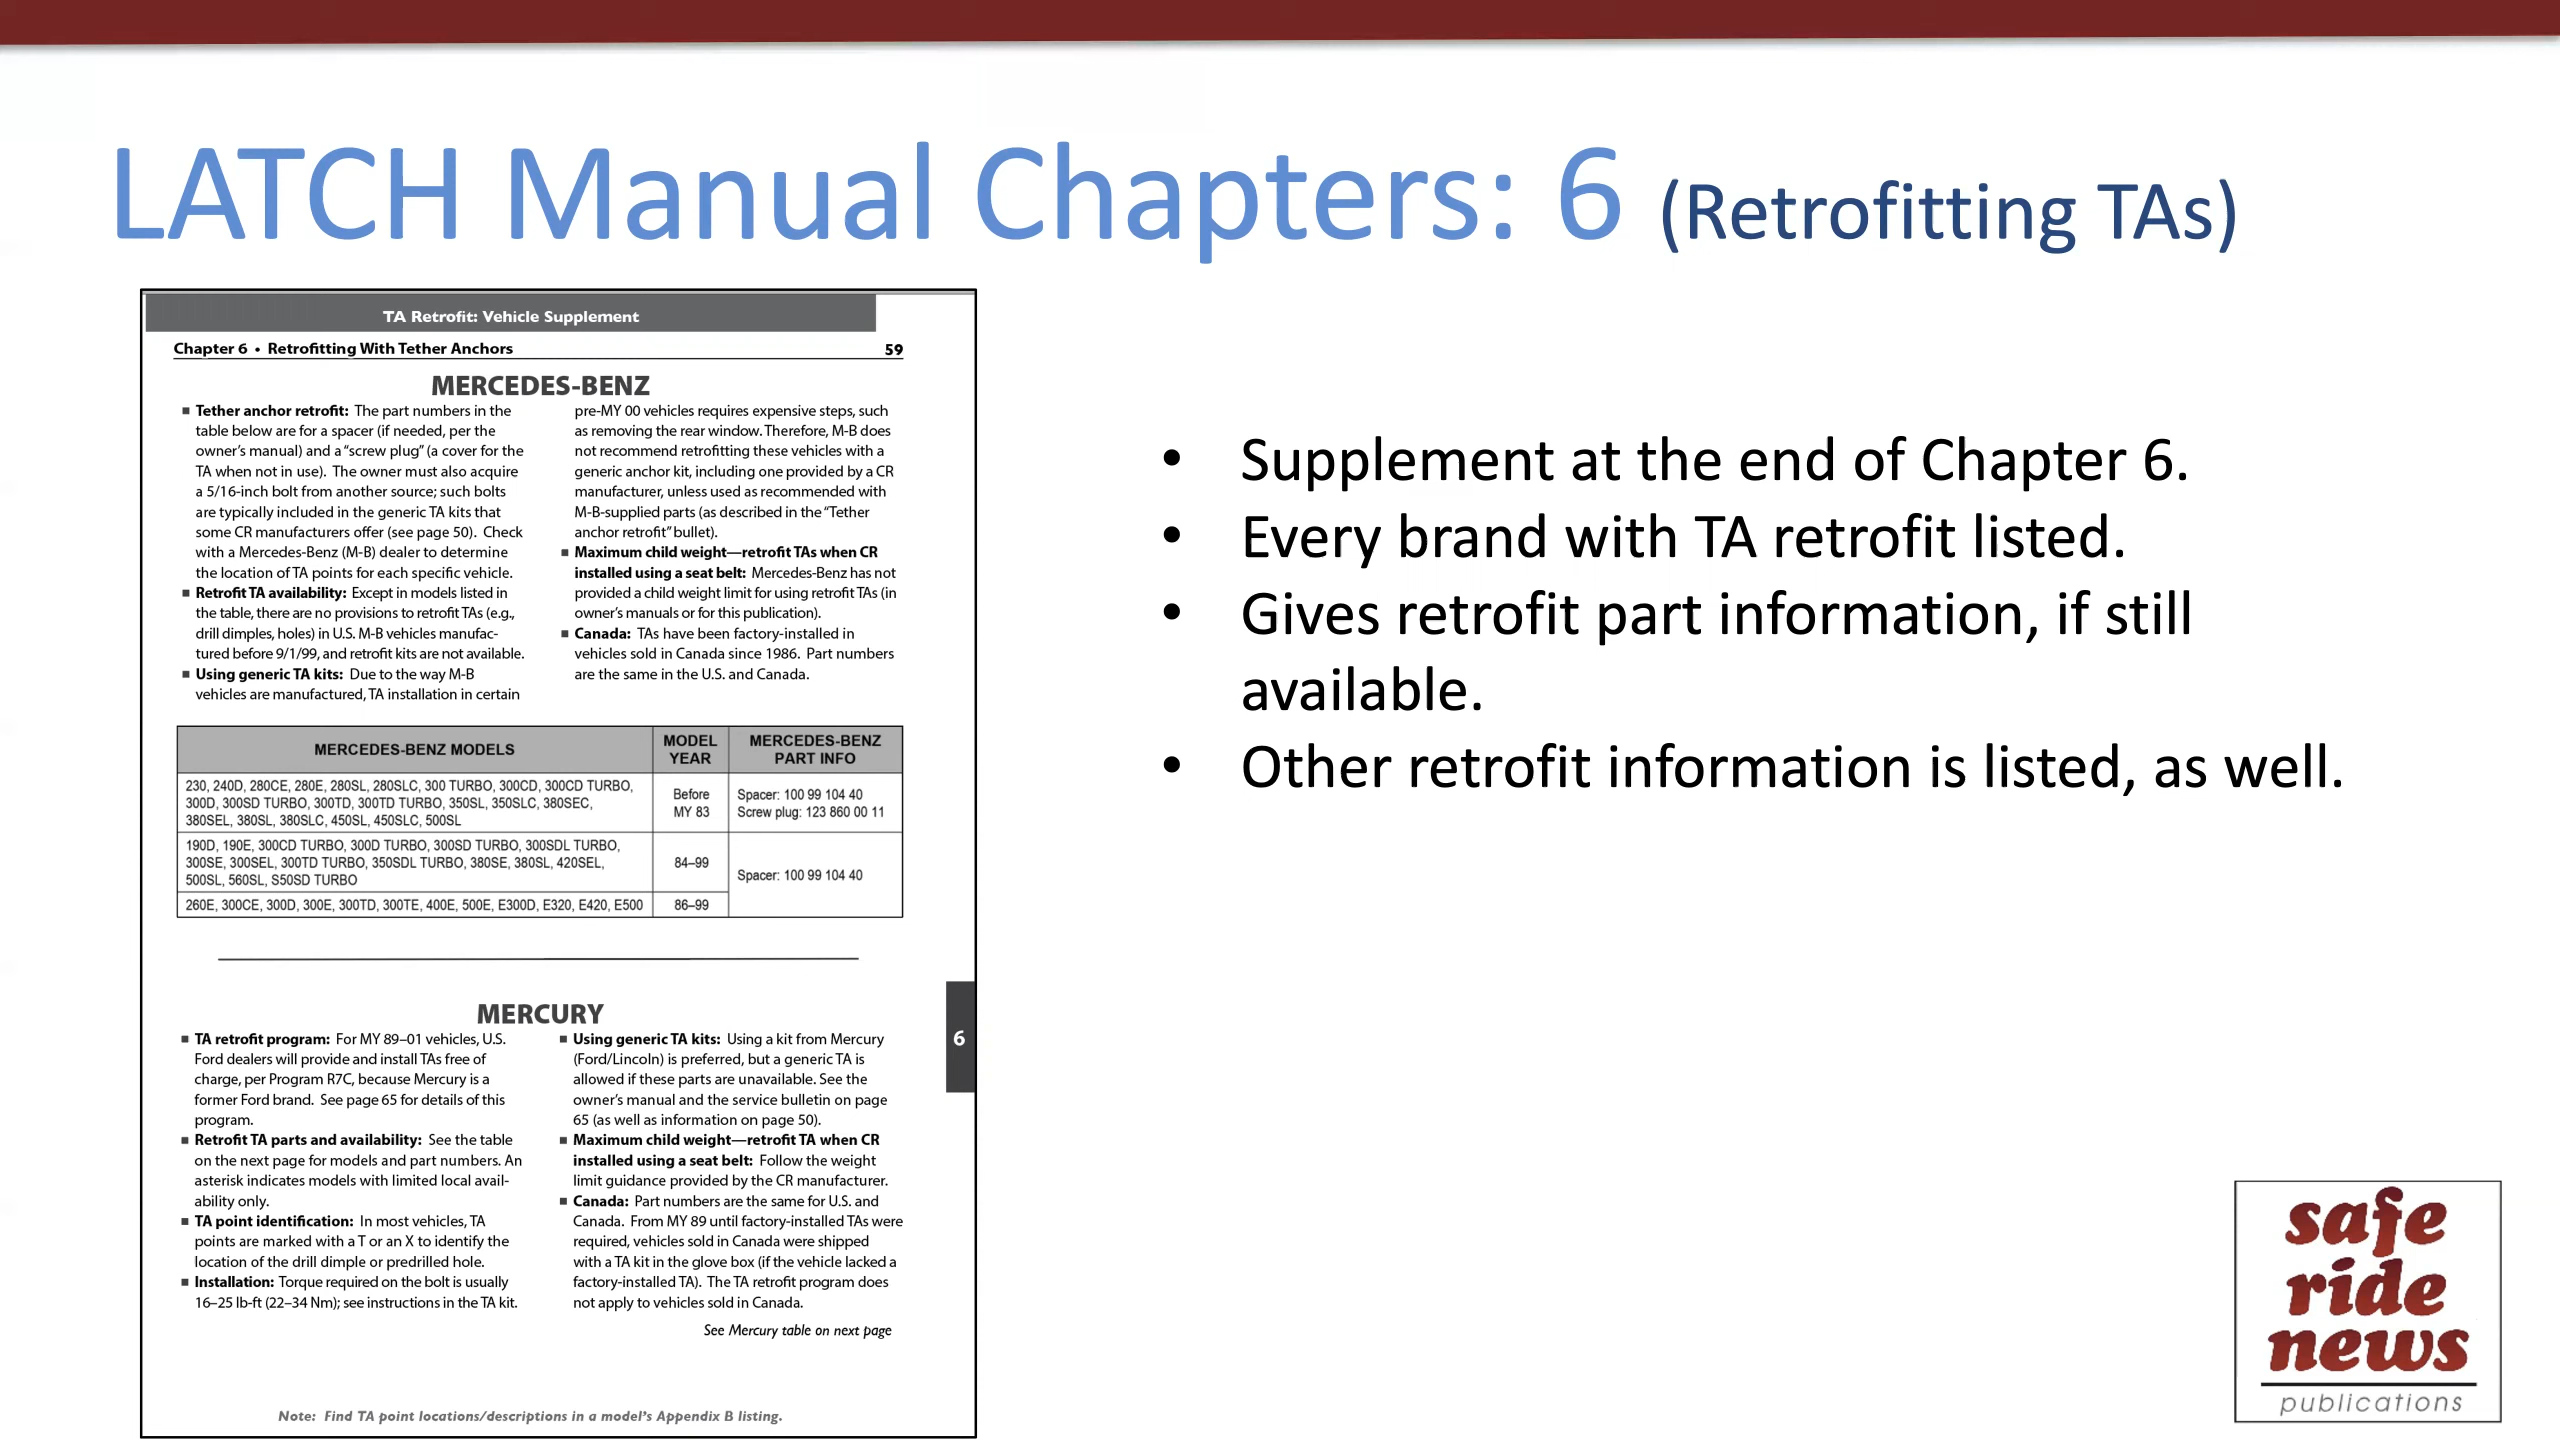 LATCH Manual Chapters: 6 (Retrofitting TAs)
TA Retrofit: Vehicle Supplement
Chapter 6 • Retrofitting With Tether Anchors 59
MERCEDES-BENZ
■ Tether anchor retrofit: The part numbers in the
table below are for a spacer (if needed, per the
owner's manual) and a "screw plug" (a cover for the
TA when not in use). The owner must also acquire
a 5/16-inch bolt from another source; such bolts
are typically included in the generic TA kits that
some CR manufacturers offer (see page 50). Check
with a Mercedes-Benz (M-B) dealer to determine
the location of TA points for each specific vehicle.
■ Retrofit TA availability: Except in models listed in
the table, there are no provisions to retrofit TAs (e.g.,
drill dimples, holes) in U.S. M-B vehicles manufac-
tured before 9/1/99, and retrofit kits are not available.
■ Using generic TA kits: Due to the way M-B
vehicles are manufactured, TA installation in certain
pre-MY 00 vehicles requires expensive steps, such
as removing the rear window. Therefore, M-B does
not recommend retrofitting these vehicles with a
generic anchor kit, including one provided by a CR
manufacturer, unless used as recommended with
M-B-supplied parts (as described in the "Tether
anchor retrofit" bullet).
■ Maximum child weight—retrofit TAs when CR
installed using a seat belt: Mercedes-Benz has not
provided a child weight limit for using retrofit TAs (in
owner's manuals or for this publication).
■ Canada: TAs have been factory-installed in
vehicles sold in Canada since 1986. Part numbers
are the same in the U.S. and Canada.
MERCEDES-BENZ MODELS
MODEL
YEAR
MERCEDES-BENZ
PART INFO
230, 240D, 280CE, 280E, 280SL, 280SLC, 300 TURBO, 300CD, 300CD TURBO,
300D, 300SD TURBO, 300TD, 300TD TURBO, 350SL, 350SLC, 380SEC,
380SEL, 380SL, 380SLC, 450SL, 450SLC, 500SL
Before
MY 83
Spacer: 100 99 104 40
Screw plug: 123 860 00 11
190D, 190E, 300CD TURBO, 300D TURBO, 300SD TURBO, 300SDL TURBO,
300SE, 300SEL, 300TD TURBO, 350SDL TURBO, 380SE, 380SL, 420SEL,
500SL, 560SL, S50SD TURBO
84–99
Spacer: 100 99 104 40
260E, 300CE, 300D, 300E, 300TD, 300TE, 400E, 500E, E300D, E320, E420, E500
86–99
MERCURY
■ TA retrofit program: For MY 89–01 vehicles, U.S.
Ford dealers will provide and install TAs free of
charge, per Program R7C, because Mercury is a
former Ford brand. See page 65 for details of this
program.
■ Retrofit TA parts and availability: See the table
on the next page for models and part numbers. An
asterisk indicates models with limited local avail-
ability only.
■ TA point identification: In most vehicles, TA
points are marked with a T or an X to identify the
location of the drill dimple or predrilled hole.
■ Installation: Torque required on the bolt is usually
16–25 lb-ft (22–34 Nm); see instructions in the TA kit.
■ Using generic TA kits: Using a kit from Mercury
(Ford/Lincoln) is preferred, but a generic TA is
allowed if these parts are unavailable. See the
owner's manual and the service bulletin on page
65 (as well as information on page 50).
■ Maximum child weight—retrofit TA when CR
installed using a seat belt: Follow the weight
limit guidance provided by the CR manufacturer.
■ Canada: Part numbers are the same for U.S. and
Canada. From MY 89 until factory-installed TAs were
required, vehicles sold in Canada were shipped
with a TA kit in the glove box (if the vehicle lacked a
factory-installed TA). The TA retrofit program does
not apply to vehicles sold in Canada.
See Mercury table on next page
6
Note: Find TA point locations/descriptions in a model's Appendix B listing.
• Supplement at the end of Chapter 6.
• Every brand with TA retrofit listed.
• Gives retrofit part information, if still
available.
• Other retrofit information is listed, as well.
safe
ride
news
publications